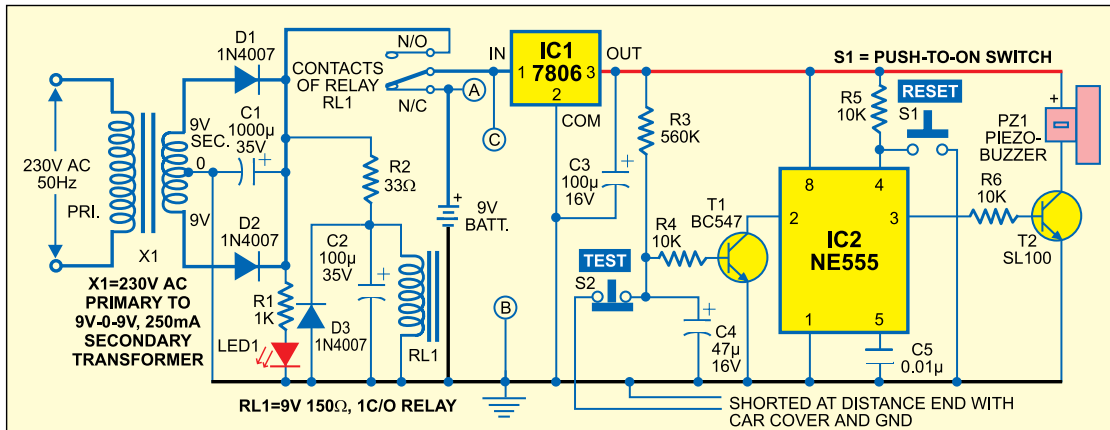 D1
1N4007
N/O
CONTACTS
OF RELAY
RL1
N/C
A
C
IN
IC1
7806
OUT
1
3
2
COM
S1 = PUSH-TO-ON SWITCH
230V AC
50Hz
PRI.
X1
9V
SEC.
0
9V
C1
1000µ
35V
+
D2
1N4007
X1=230V AC
PRIMARY TO
9V-0-9V, 250mA
SECONDARY
TRANSFORMER
R1
1K
LED1
R2
33Ω
C2
100µ
35V
+
D3
1N4007
RL1
+
9V
BATT.
B
RL1=9V 150Ω, 1C/O RELAY
C3
100µ
16V
+
R3
560K
R4
10K
TEST
S2
T1
BC547
+
C4
47µ
16V
R5
10K
RESET
S1
8
4
2
3
IC2
NE555
1
5
C5
0.01µ
R6
10K
+
PZ1
PIEZO-
BUZZER
T2
SL100
SHORTED AT DISTANCE END WITH
CAR COVER AND GND